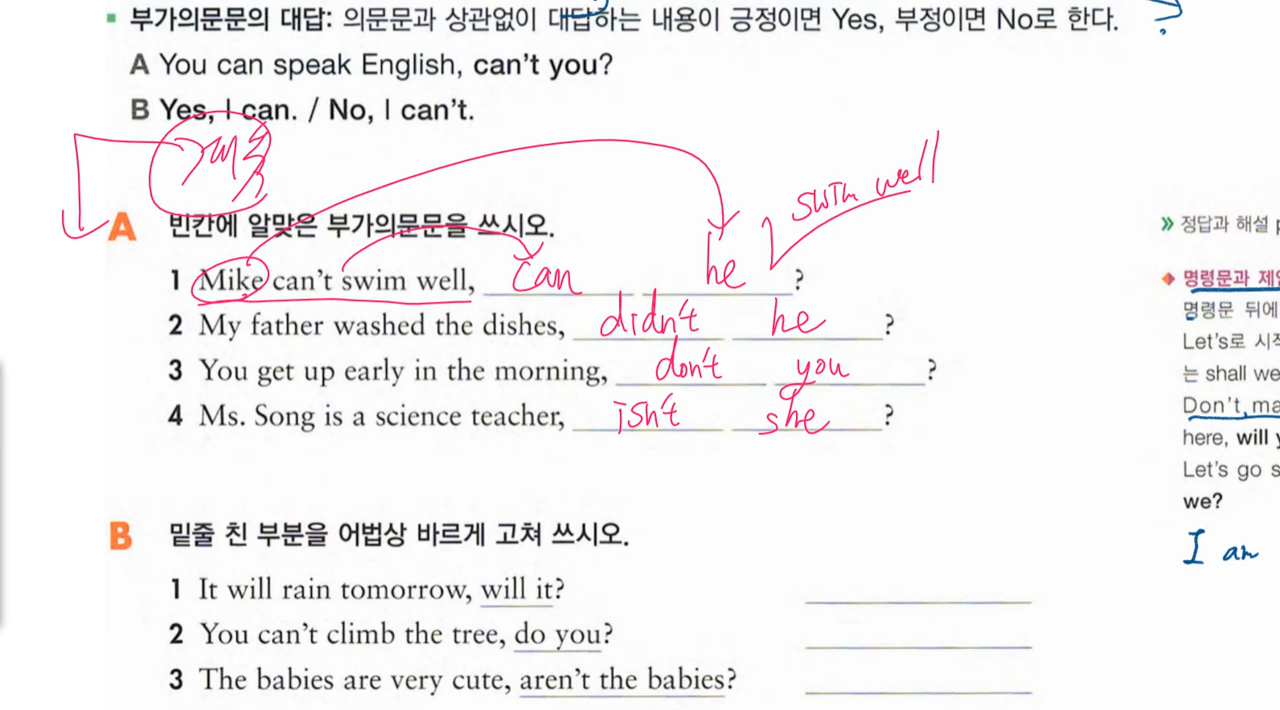 ▪ 부가의문문의 대답: 의문문과 상관없이 대답하는 내용이 긍정이면 Yes, 부정이면 No로 한다.
A You can speak English, can't you?
B Yes, I can. / No, I can't.
swim well
A 빈칸에 알맞은 부가의문문을 쓰시오.
1 Mike can't swim well, can he ?
2 My father washed the dishes, didn't he ?
3 You get up early in the morning, don't you ?
4 Ms. Song is a science teacher, isn't she ?
B 밑줄 친 부분을 어법상 바르게 고쳐 쓰시오.
1 It will rain tomorrow, will it?
2 You can't climb the tree, do you?
3 The babies are very cute, aren't the babies?
» 정답과 해설
◆ 명령문과
명령문 뒤에
Let's로
는 shall we
Don't
here, will
Let's go
we?
I am